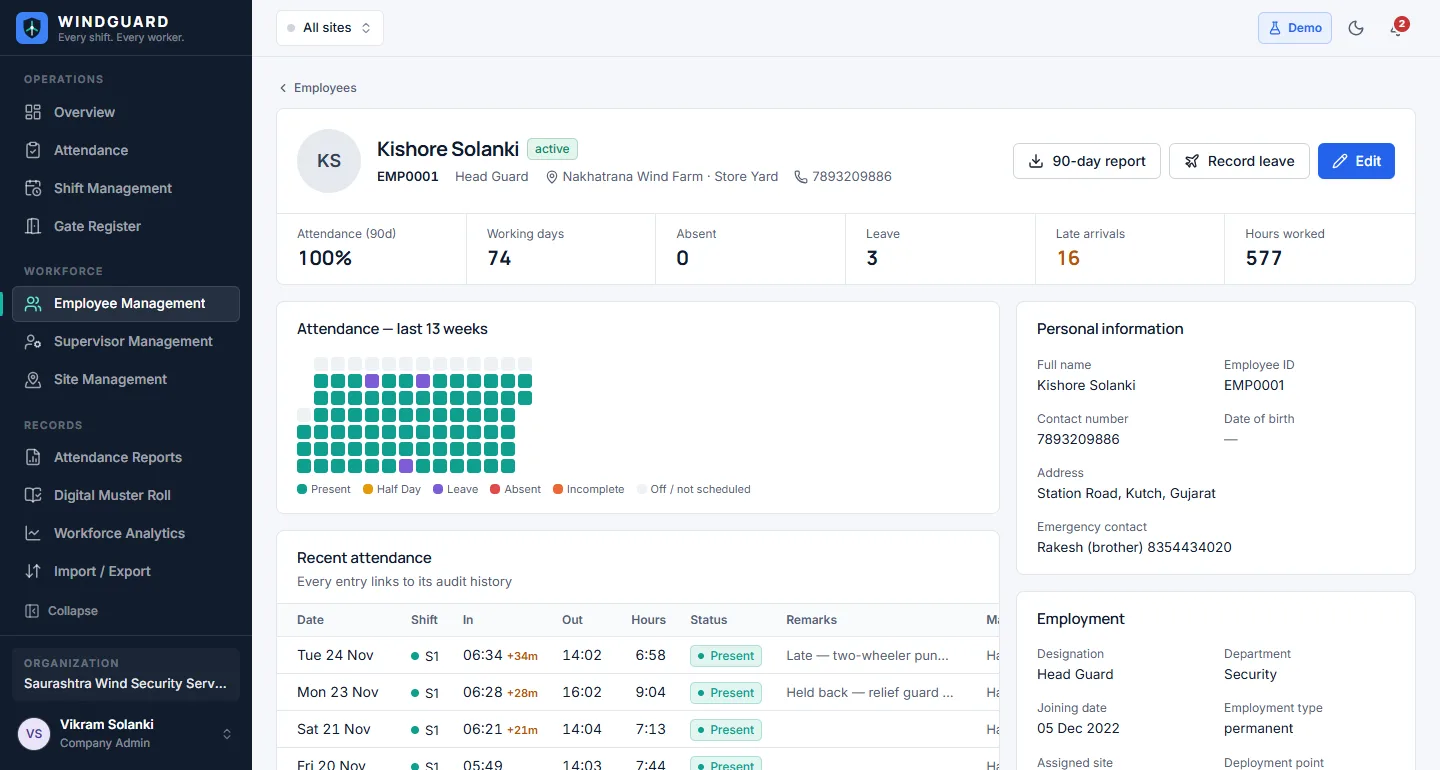 WINDGUARD
Every shift. Every worker.
All sites
Demo
2
OPERATIONS
Overview
Attendance
Shift Management
Gate Register
WORKFORCE
Employee Management
Supervisor Management
Site Management
RECORDS
Attendance Reports
Digital Muster Roll
Workforce Analytics
Import / Export
Collapse
ORGANIZATION
Saurashtra Wind Security Serv...
VS
Vikram Solanki
Company Admin
Employees
KS
Kishore Solanki active
EMP0001 Head Guard Nakhatrana Wind Farm · Store Yard 7893209886
90-day report Record leave Edit
Attendance (90d) Working days Absent Leave Late arrivals Hours worked
100% 74 0 3 16 577
Attendance — last 13 weeks
Present Half Day Leave Absent Incomplete Off / not scheduled
Recent attendance
Every entry links to its audit history
Date Shift In Out Hours Status Remarks Ma
Tue 24 Nov S1 06:34 +34m 14:02 6:58 Present Late — two-wheeler pun... Ha
Mon 23 Nov S1 06:28 +28m 16:02 9:04 Present Held back — relief guard ... Ha
Sat 21 Nov S1 06:21 +21m 14:04 7:13 Present Ha
Fri 20 Nov S1 05:49 14:03 7:44 Present Ha
Personal information
Full name Employee ID
Kishore Solanki EMP0001
Contact number Date of birth
7893209886 —
Address
Station Road, Kutch, Gujarat
Emergency contact
Rakesh (brother) 8354434020
Employment
Designation Department
Head Guard Security
Joining date Employment type
05 Dec 2022 permanent
Assigned site Deployment point